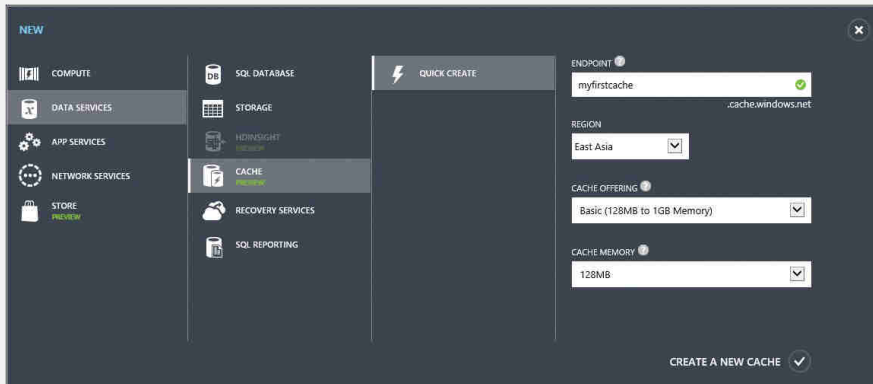 NEW
COMPUTE
DATA SERVICES
APP SERVICES
NETWORK SERVICES
STORE
PREVIEW
DB
SQL DATABASE
STORAGE
HDINSIGHT
PREVIEW
CACHE
PREVIEW
RECOVERY SERVICES
SQL REPORTING
QUICK CREATE
ENDPOINT ?
myfirstcache
.cache.windows.net
REGION
East Asia
CACHE OFFERING ?
Basic (128MB to 1GB Memory)
CACHE MEMORY ?
128MB
CREATE A NEW CACHE